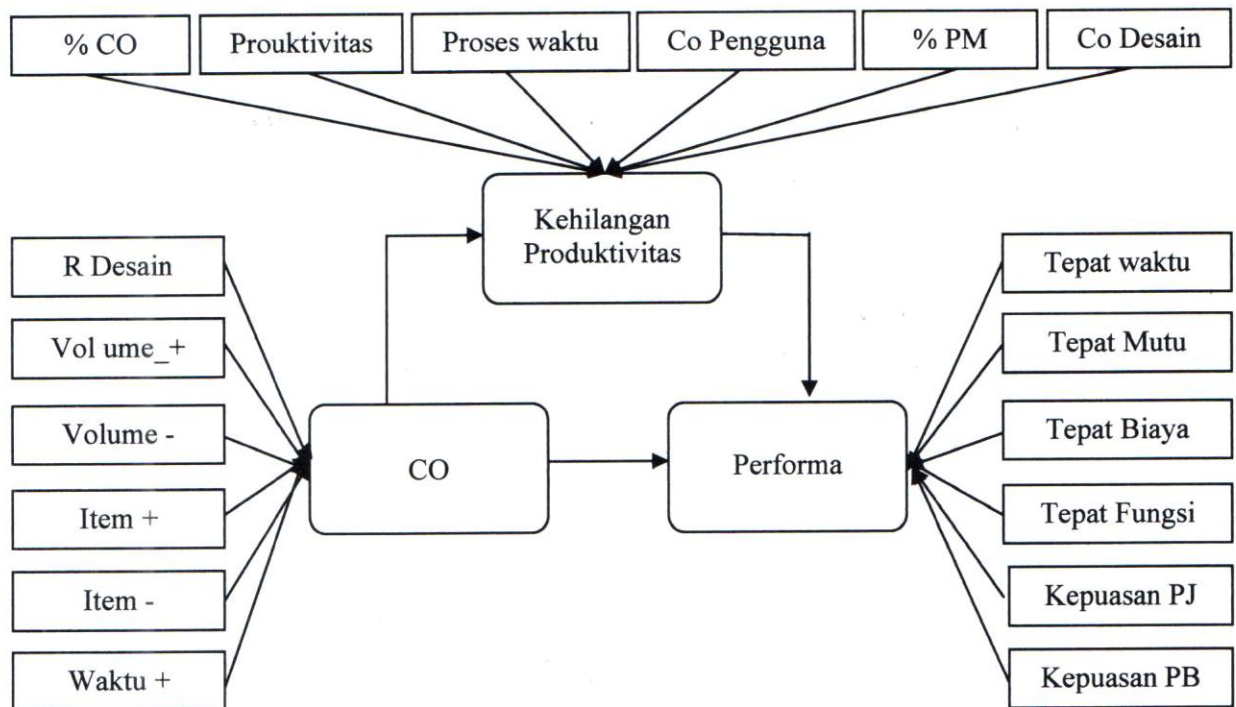 % CO
Prouktivitas
Proses waktu
Co Pengguna
% PM
Co Desain
Kehilangan
Produktivitas
R Desain
Vol ume_+
Volume -
Item +
Item -
Waktu +
CO
Performa
Tepat waktu
Tepat Mutu
Tepat Biaya
Tepat Fungsi
Kepuasan PJ
Kepuasan PB